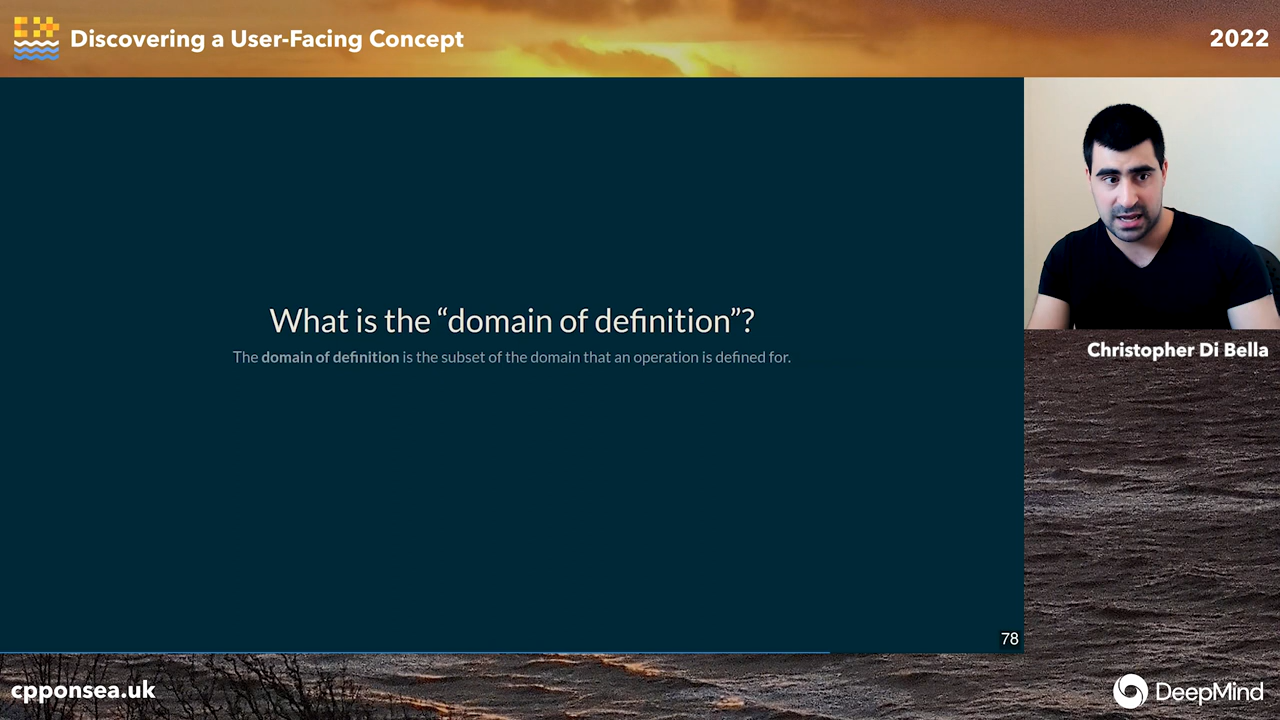 Discovering a User-Facing Concept
2022
What is the “domain of definition”?
The domain of definition is the subset of the domain that an operation is defined for.
Christopher Di Bella
78
cpponsea.uk
DeepMind